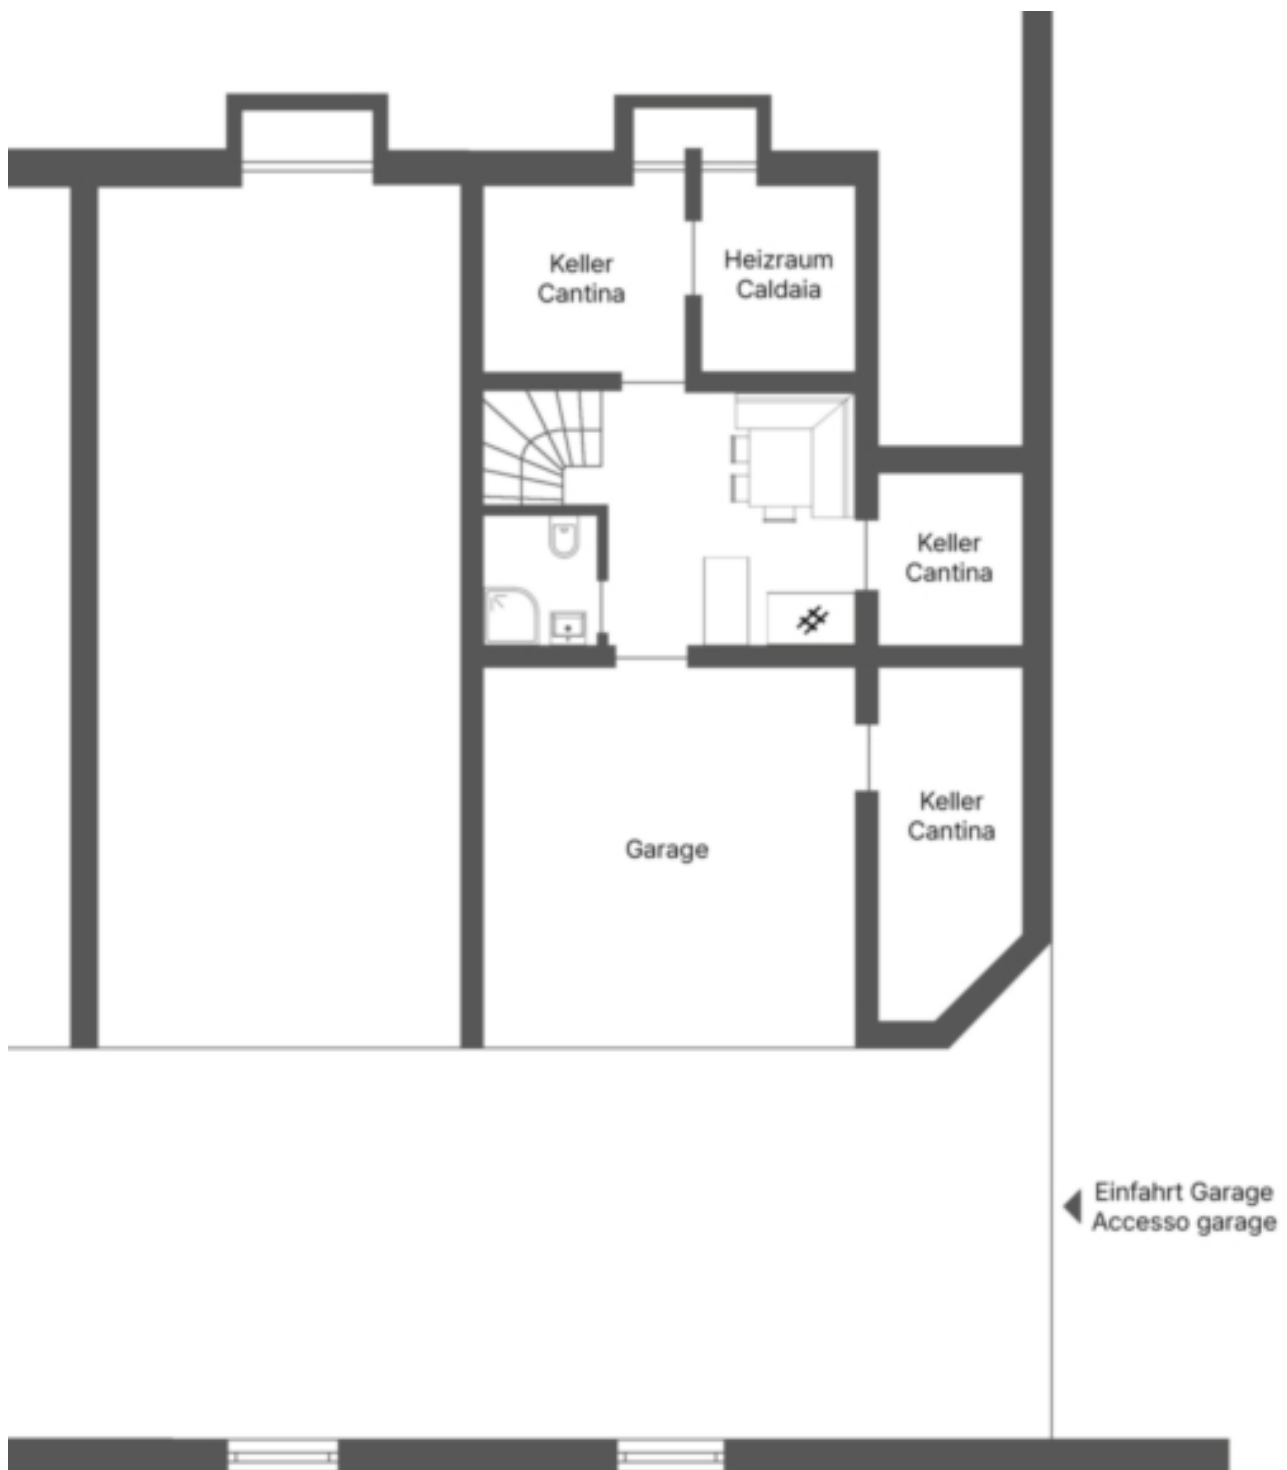 Keller
Cantina
Heizraum
Caldaia
Keller
Cantina
Keller
Cantina
Garage
Einfahrt Garage
Accesso garage